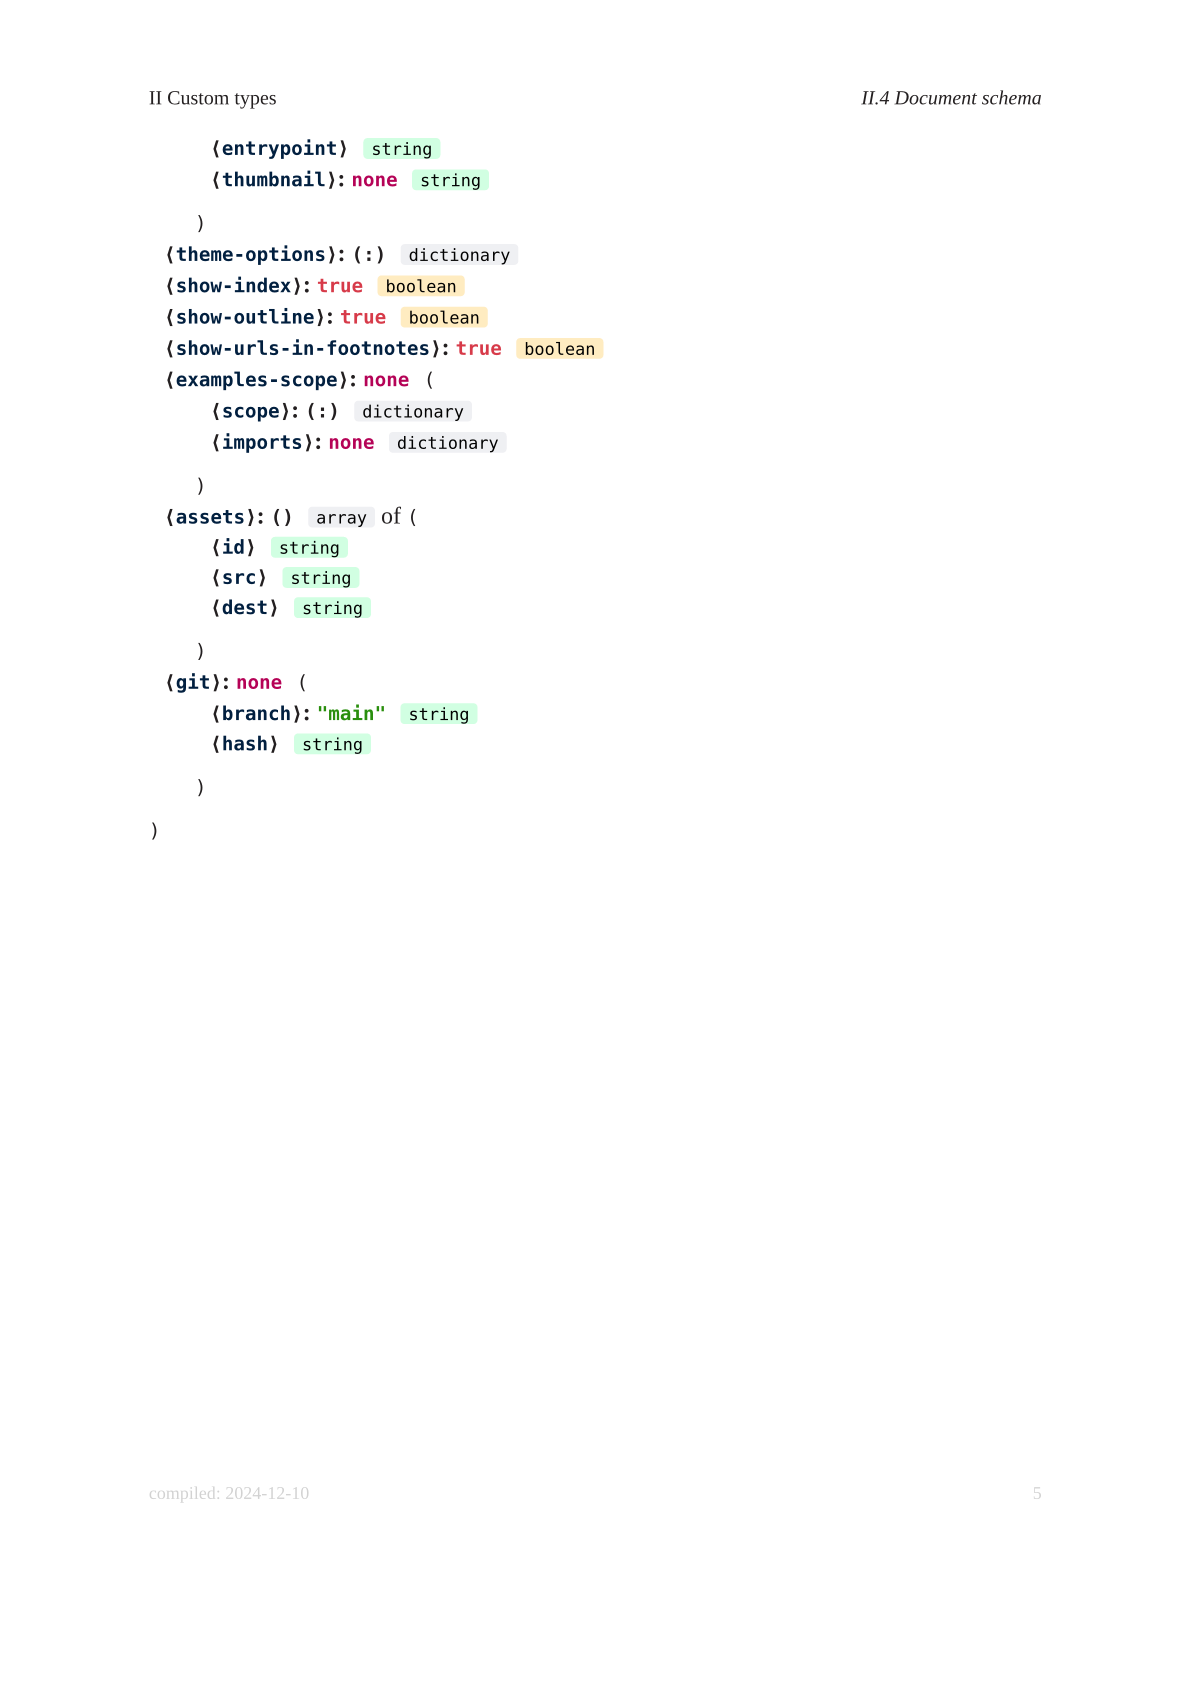 II Custom types
II.4 Document schema
⟨entrypoint⟩ string
⟨thumbnail⟩: none string
)
⟨theme-options⟩: (:) dictionary
⟨show-index⟩: true boolean
⟨show-outline⟩: true boolean
⟨show-urls-in-footnotes⟩: true boolean
⟨examples-scope⟩: none (
⟨scope⟩: (:) dictionary
⟨imports⟩: none dictionary
)
⟨assets⟩: () array of (
⟨id⟩ string
⟨src⟩ string
⟨dest⟩ string
)
⟨git⟩: none (
⟨branch⟩: "main" string
⟨hash⟩ string
)
)
compiled: 2024-12-10
5